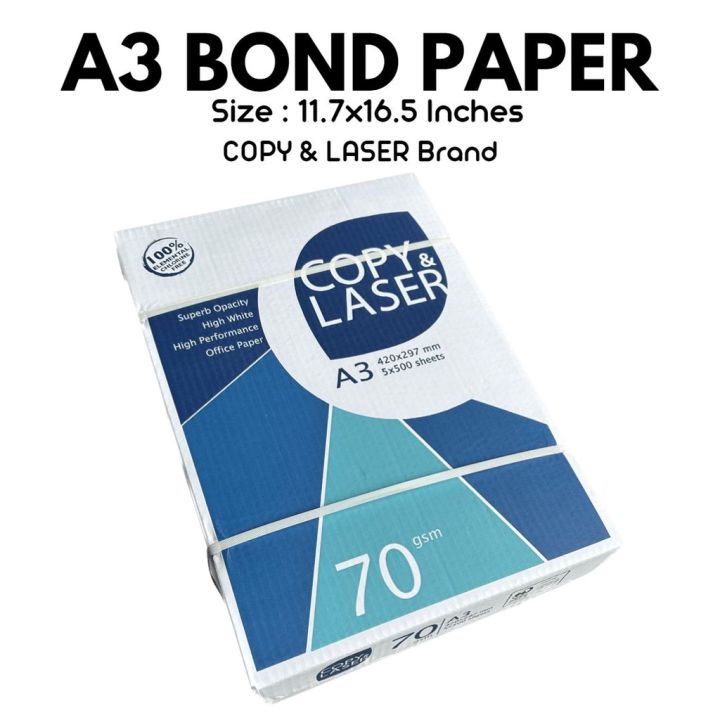 A3 BOND PAPER
Size : 11.7x16.5 Inches
COPY & LASER Brand
100%
ELEMENTAL
CHLORINE
FREE
COPY &
LASER
Superb Opacity
High White
High Performance
Office Paper
A3 420x297 mm
5x500 sheets
70 gsm
COPY &
LASER
70 gsm
A3